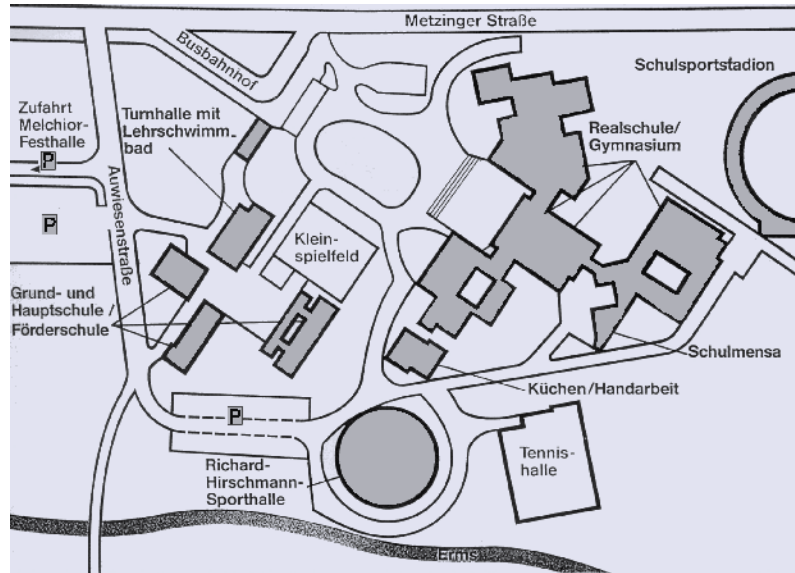 Metzinger Straße
Busbahnhof
Schulsportstadion
Zufahrt
Melchior-
Festhalle
P
Turnhalle mit
Lehrschwimm-
bad
Realschule/
Gymnasium
Auwiesenstraße
P
Klein-
spielfeld
Grund- und
Hauptschule /
Förderschule
Schulmensa
Küchen/Handarbeit
P
Richard-
Hirschmann-
Sporthalle
Tennis-
halle
Erms